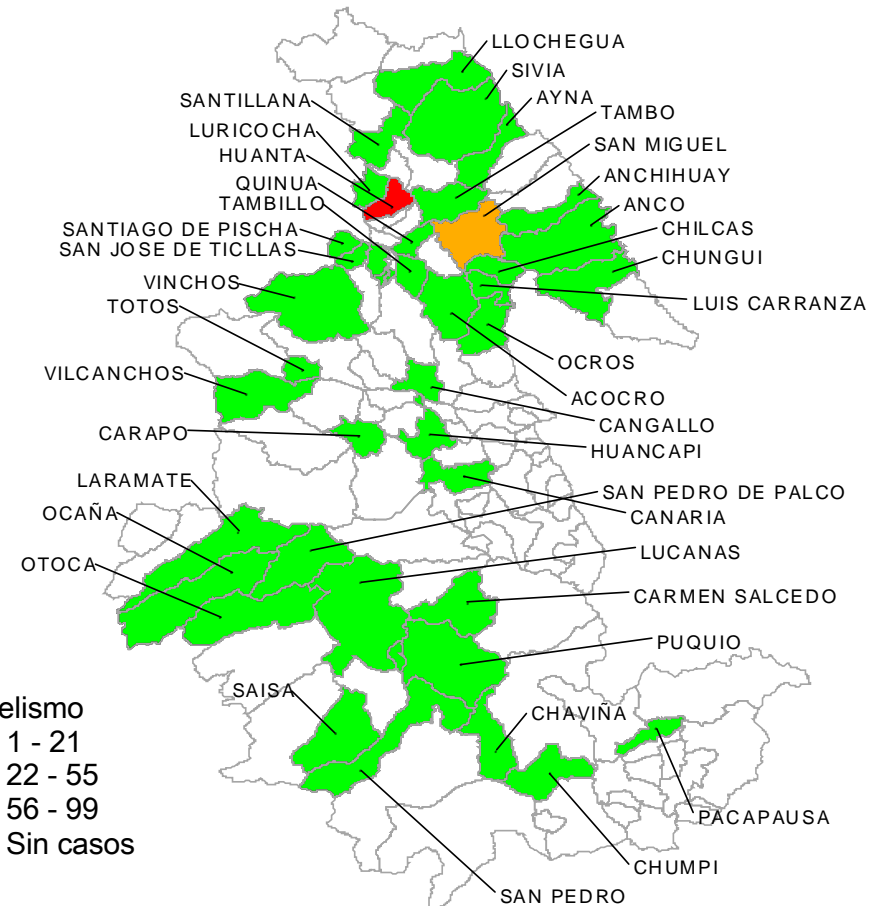 LLOCHEGUA
SIVIA
AYNA
TAMBO
SAN MIGUEL
ANCHIHUAY
ANCO
CHILCAS
CHUNGUI
LUIS CARRANZA
OCROS
ACOCRO
CANGALLO
HUANCAPI
SAN PEDRO DE PALCO
CANARIA
LUCANAS
CARMEN SALCEDO
PUQUIO
CHAVIÑA
PACAPAUSA
CHUMPI
SAN PEDRO
SANTILLANA
LURICOCHA
HUANTA
QUINUA
TAMBILLO
SANTIAGO DE PISCHA
SAN JOSE DE TICLLAS
VINCHOS
TOTOS
VILCANCHOS
CARAPO
LARAMATE
OCAÑA
OTOCA
SAISA
elismo
1 - 21
22 - 55
56 - 99
Sin casos